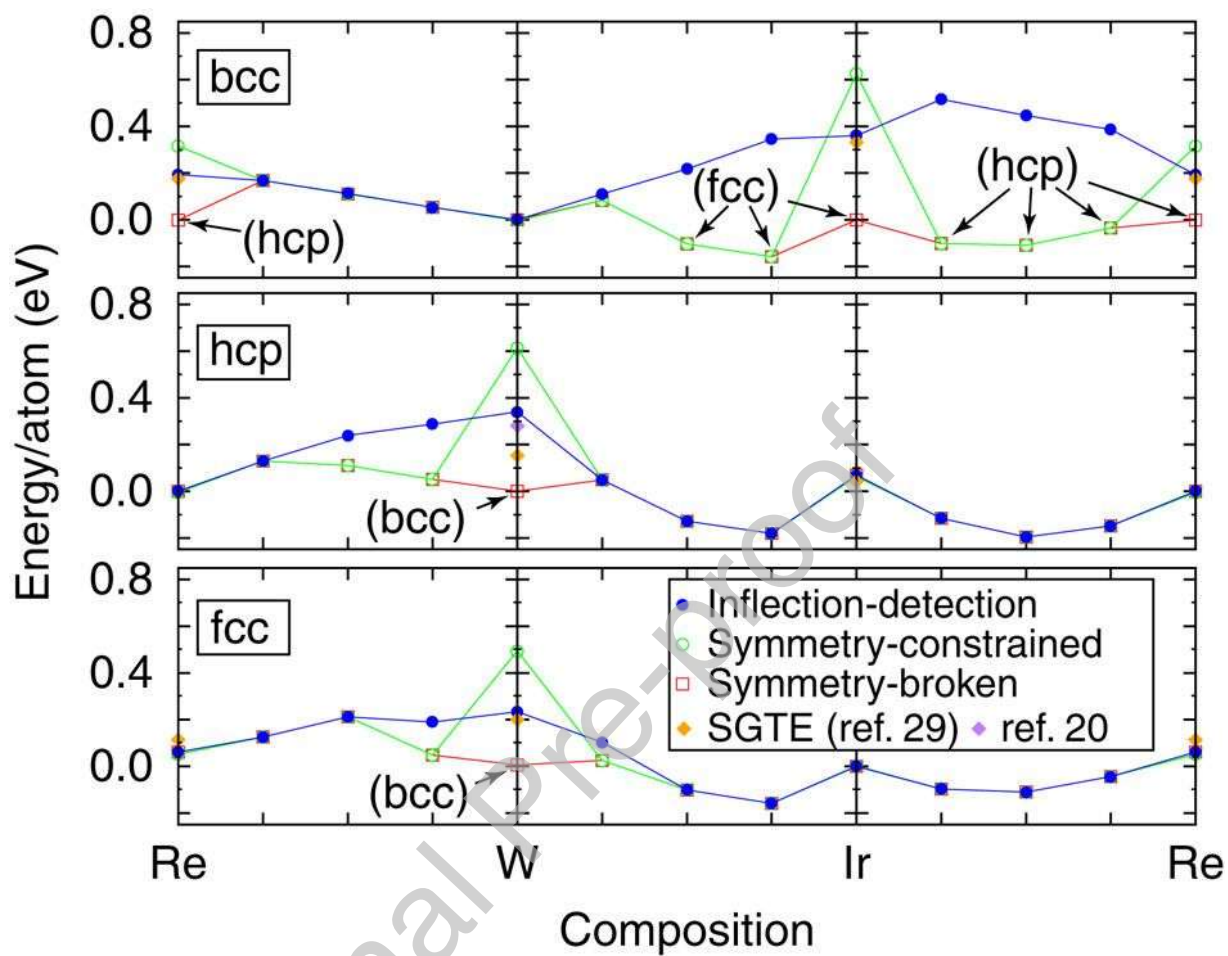 0.8
bcc
0.4
(fcc)
(hcp)
0.0
(hcp)
0.8
hcp
0.4
0.0
(bcc)
0.8
fcc
Inflection-detection
Symmetry-constrained
0.4
Symmetry-broken
SGTE (ref. 29)
ref. 20
0.0
(bcc)
Re
W
Ir
Re
Composition
Energy/atom (eV)
nal Pre-proof